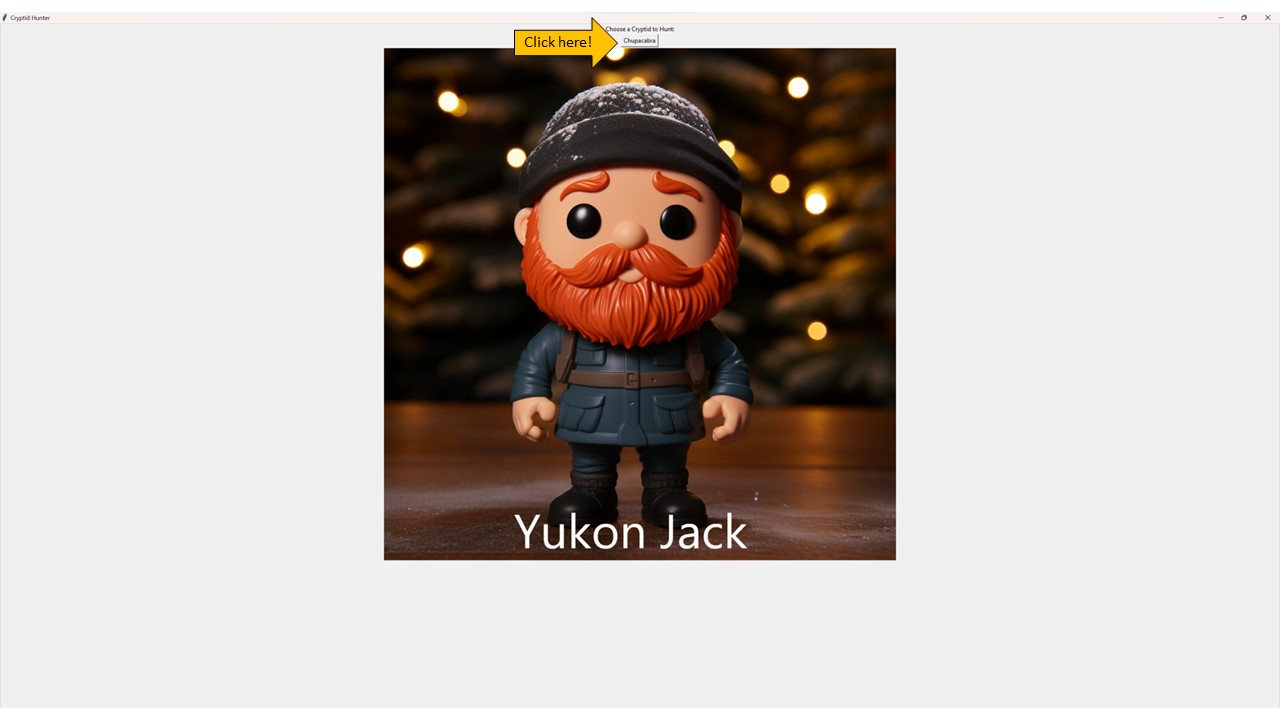 Cryptid Hunter
Choose a Cryptid to Hunt:
Click here!
Chupacabra
Yukon Jack